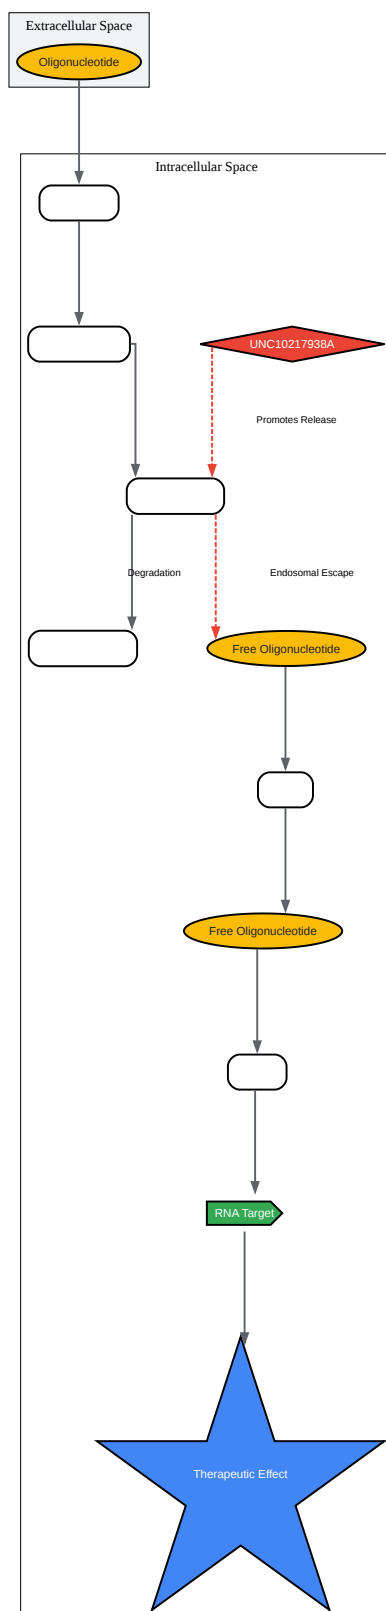 Extracellular Space
Oligonucleotide
Intracellular Space
UNC10217938A
Promotes Release
Degradation
Endosomal Escape
Free Oligonucleotide
Free Oligonucleotide
RNA Target
Therapeutic Effect